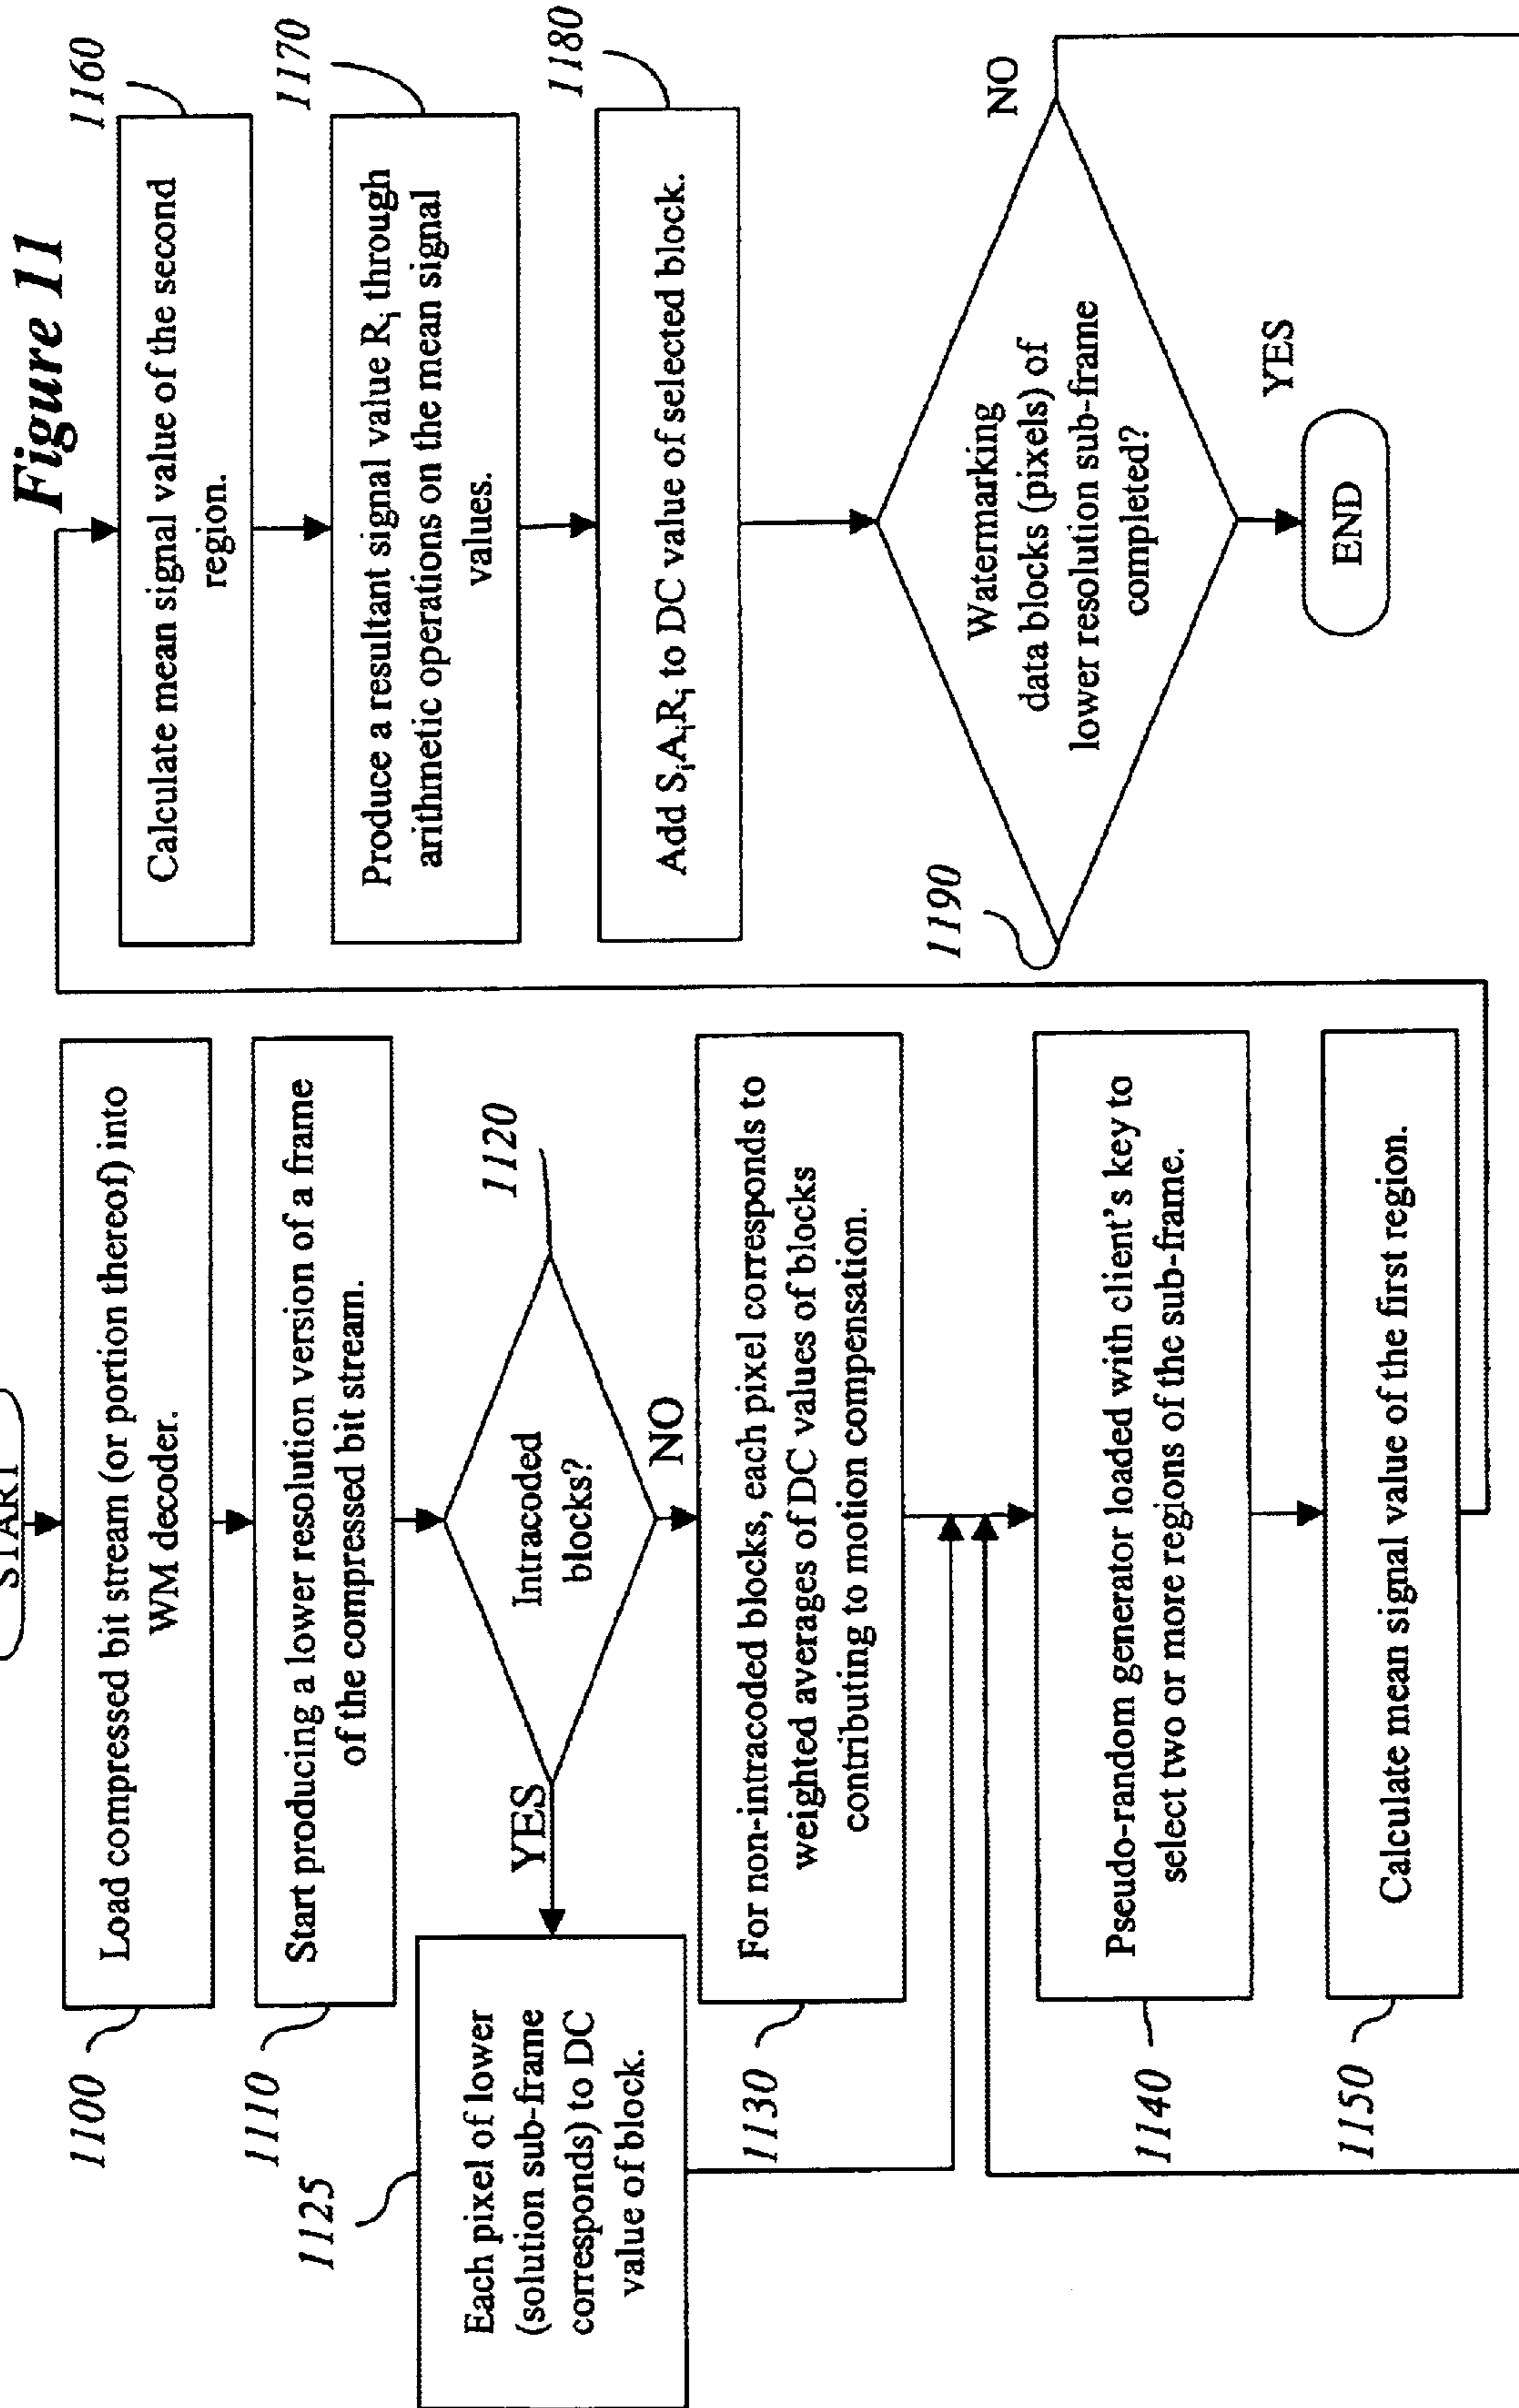 Figure 11
START
1100
Load compressed bit stream (or portion thereof) into
WM decoder.
1110
Start producing a lower resolution version of a frame
of the compressed bit stream.
1120
Intracoded
blocks?
YES
NO
1125
Each pixel of lower
(solution sub-frame
corresponds) to DC
value of block.
1130
For non-intracoded blocks, each pixel corresponds to
weighted averages of DC values of blocks
contributing to motion compensation.
1140
Pseudo-random generator loaded with client's key to
select two or more regions of the sub-frame.
1150
Calculate mean signal value of the first region.
1160
Calculate mean signal value of the second
region.
1170
Produce a resultant signal value Ri through
arithmetic operations on the mean signal
values.
1180
Add SiAiRi to DC value of selected block.
1190
Watermarking
data blocks (pixels) of
lower resolution sub-frame
completed?
NO
YES
END